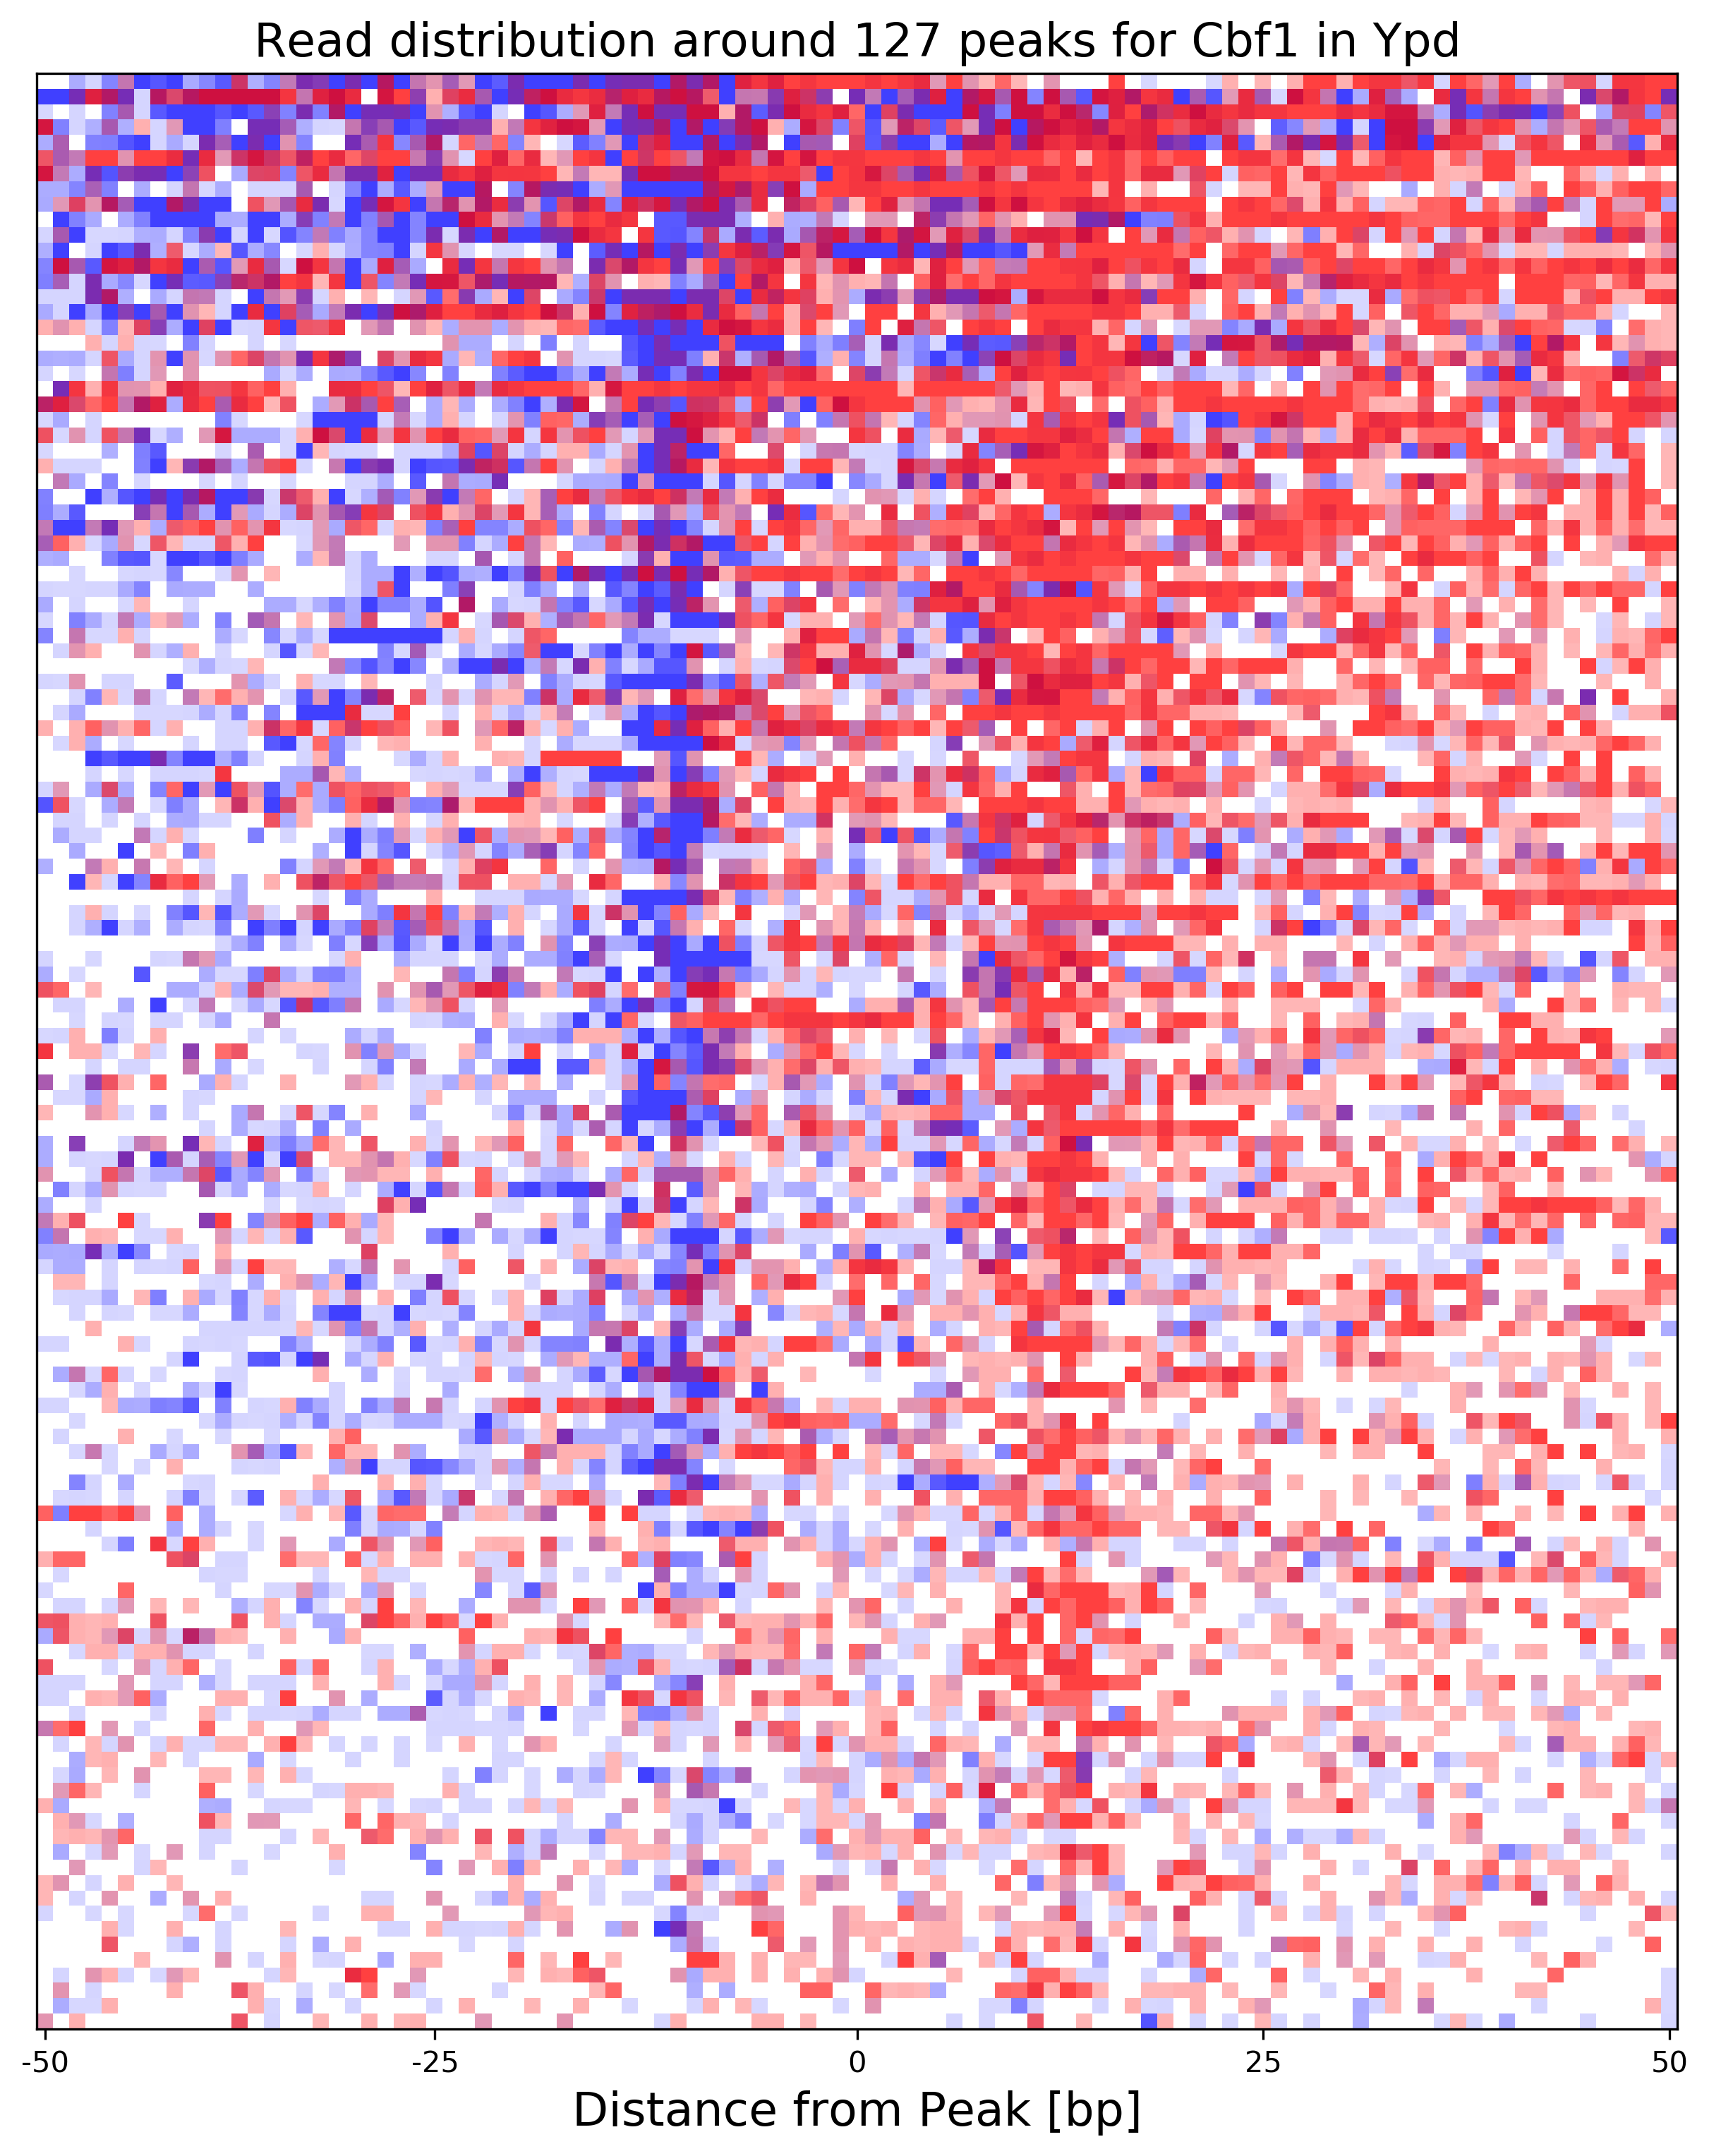 Read distribution around 127 peaks for Cbf1 in Ypd
-50 -25 0 25 50
Distance from Peak [bp]